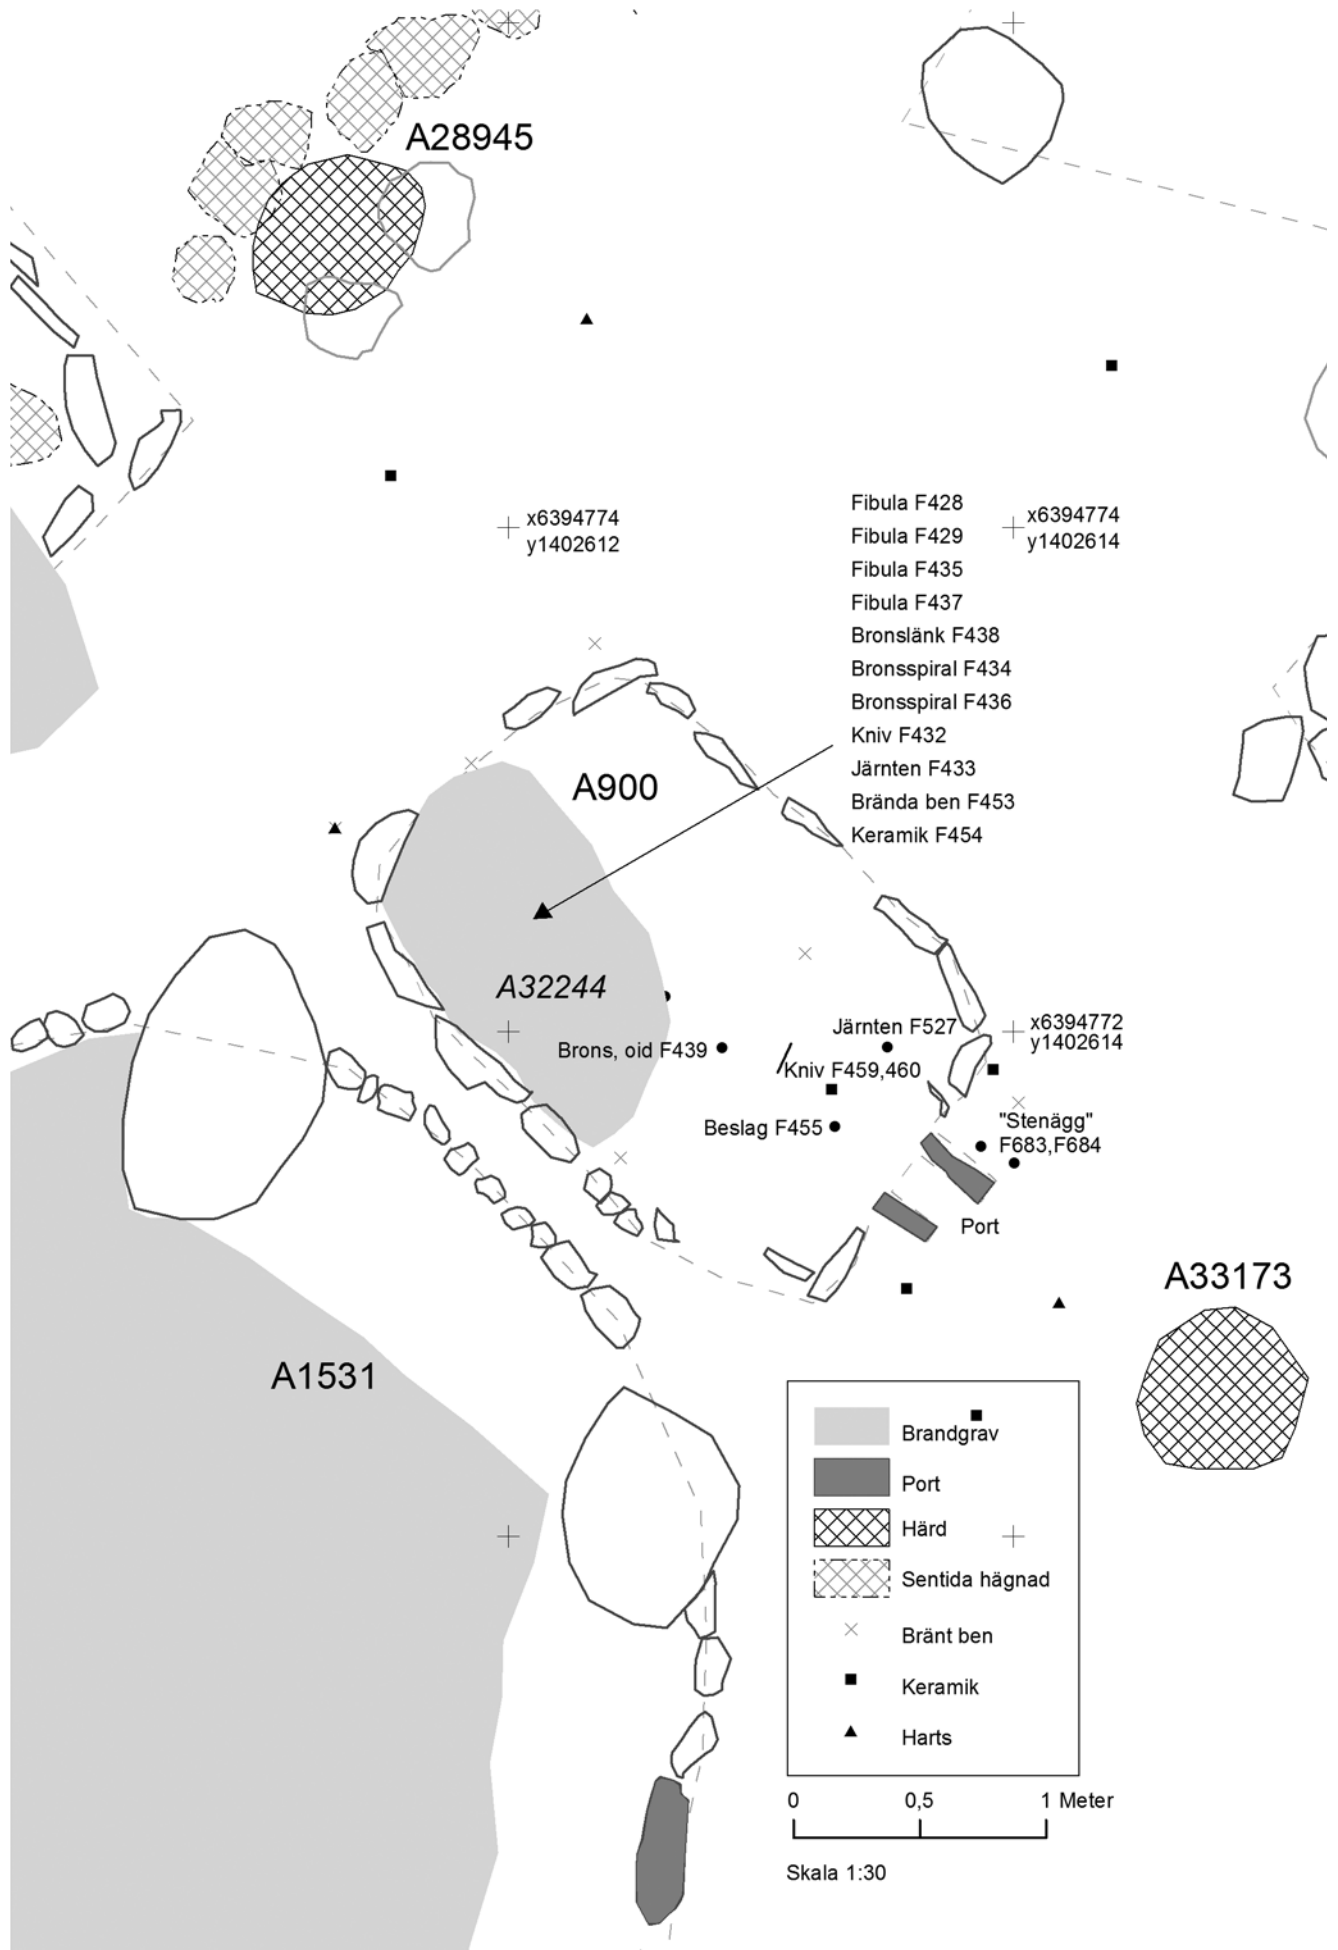 A28945
x6394774
y1402612
Fibula F428
Fibula F429
Fibula F435
Fibula F437
Bronslänk F438
Bronsspiral F434
Bronsspiral F436
Kniv F432
Järnten F433
Brända ben F453
Keramik F454
x6394774
y1402614
A900
A32244
Brons, oid F439
Järnten F527
Kniv F459,460
Beslag F455
x6394772
y1402614
"Stenägg"
F683,F684
Port
A33173
A1531
Brandgrav
Port
Härd
Sentida hägnad
Bränt ben
Keramik
Harts
0 0,5 1 Meter
Skala 1:30